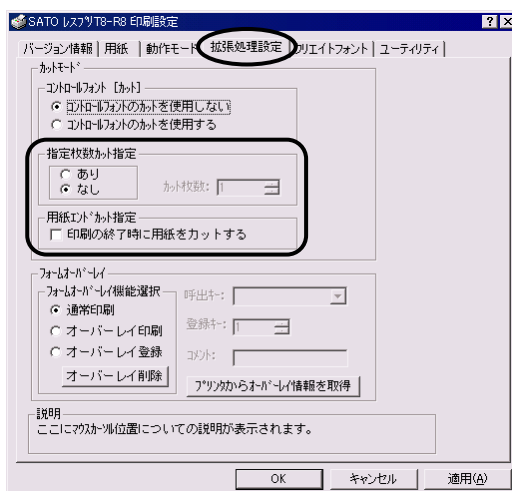 SATO ﾚｽﾌﾟﾘT8-R8 印刷設定
バージョン情報 用紙 動作モード 拡張処理設定 クリエイトフォント ユーティリティ
ｶｯﾄﾓｰﾄﾞ
ｺﾝﾄﾛｰﾙﾌｫﾝﾄ [ｶｯﾄ]
ｺﾝﾄﾛｰﾙﾌｫﾝﾄのｶｯﾄを使用しない
ｺﾝﾄﾛｰﾙﾌｫﾝﾄのｶｯﾄを使用する
指定枚数ｶｯﾄ指定
あり
なし
ｶｯﾄ枚数: 1
用紙ｴﾝﾄﾞｶｯﾄ指定
印刷の終了時に用紙をカットする
ﾌｫｰﾑｵｰﾊﾞｰﾚｲ
ﾌｫｰﾑｵｰﾊﾞｰﾚｲ機能選択
通常印刷
オーバーレイ印刷
オーバーレイ登録
オーバーレイ削除
呼出ｷｰ:
登録ｷｰ: 1
ｺﾒﾝﾄ:
ﾌﾟﾘﾝﾀからｵｰﾊﾞｰﾚｲ情報を取得
説明
ここにﾏｳｽｶｰｿﾙ位置についての説明が表示されます。
OK キャンセル 適用(A)